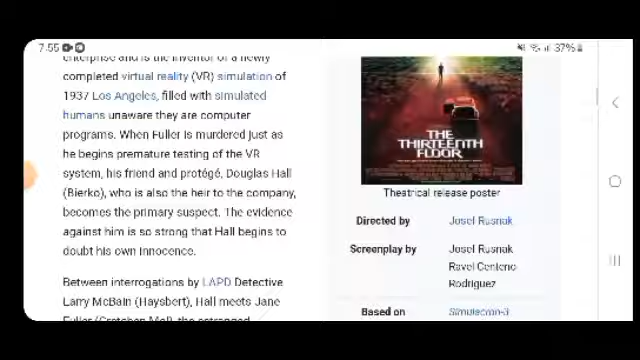 7:55
37%
enterprise and is the inventor of a newly
completed virtual reality (VR) simulation of
1937 Los Angeles, filled with simulated
humans unaware they are computer
programs. When Fuller is murdered just as
he begins premature testing of the VR
system, his friend and protégé, Douglas Hall
(Bierko), who is also the heir to the company,
becomes the primary suspect. The evidence
against him is so strong that Hall begins to
doubt his own innocence.
Between interrogations by LAPD Detective
Larry McBain (Haysbert), Hall meets Jane
Fuller (Gretchen Mol), the estranged
THE
THIRTEENTH
FLOOR
Theatrical release poster
Directed by Josef Rusnak
Screenplay by Josef Rusnak
Ravel Centeno-
Rodriguez
Based on Simulacron-3